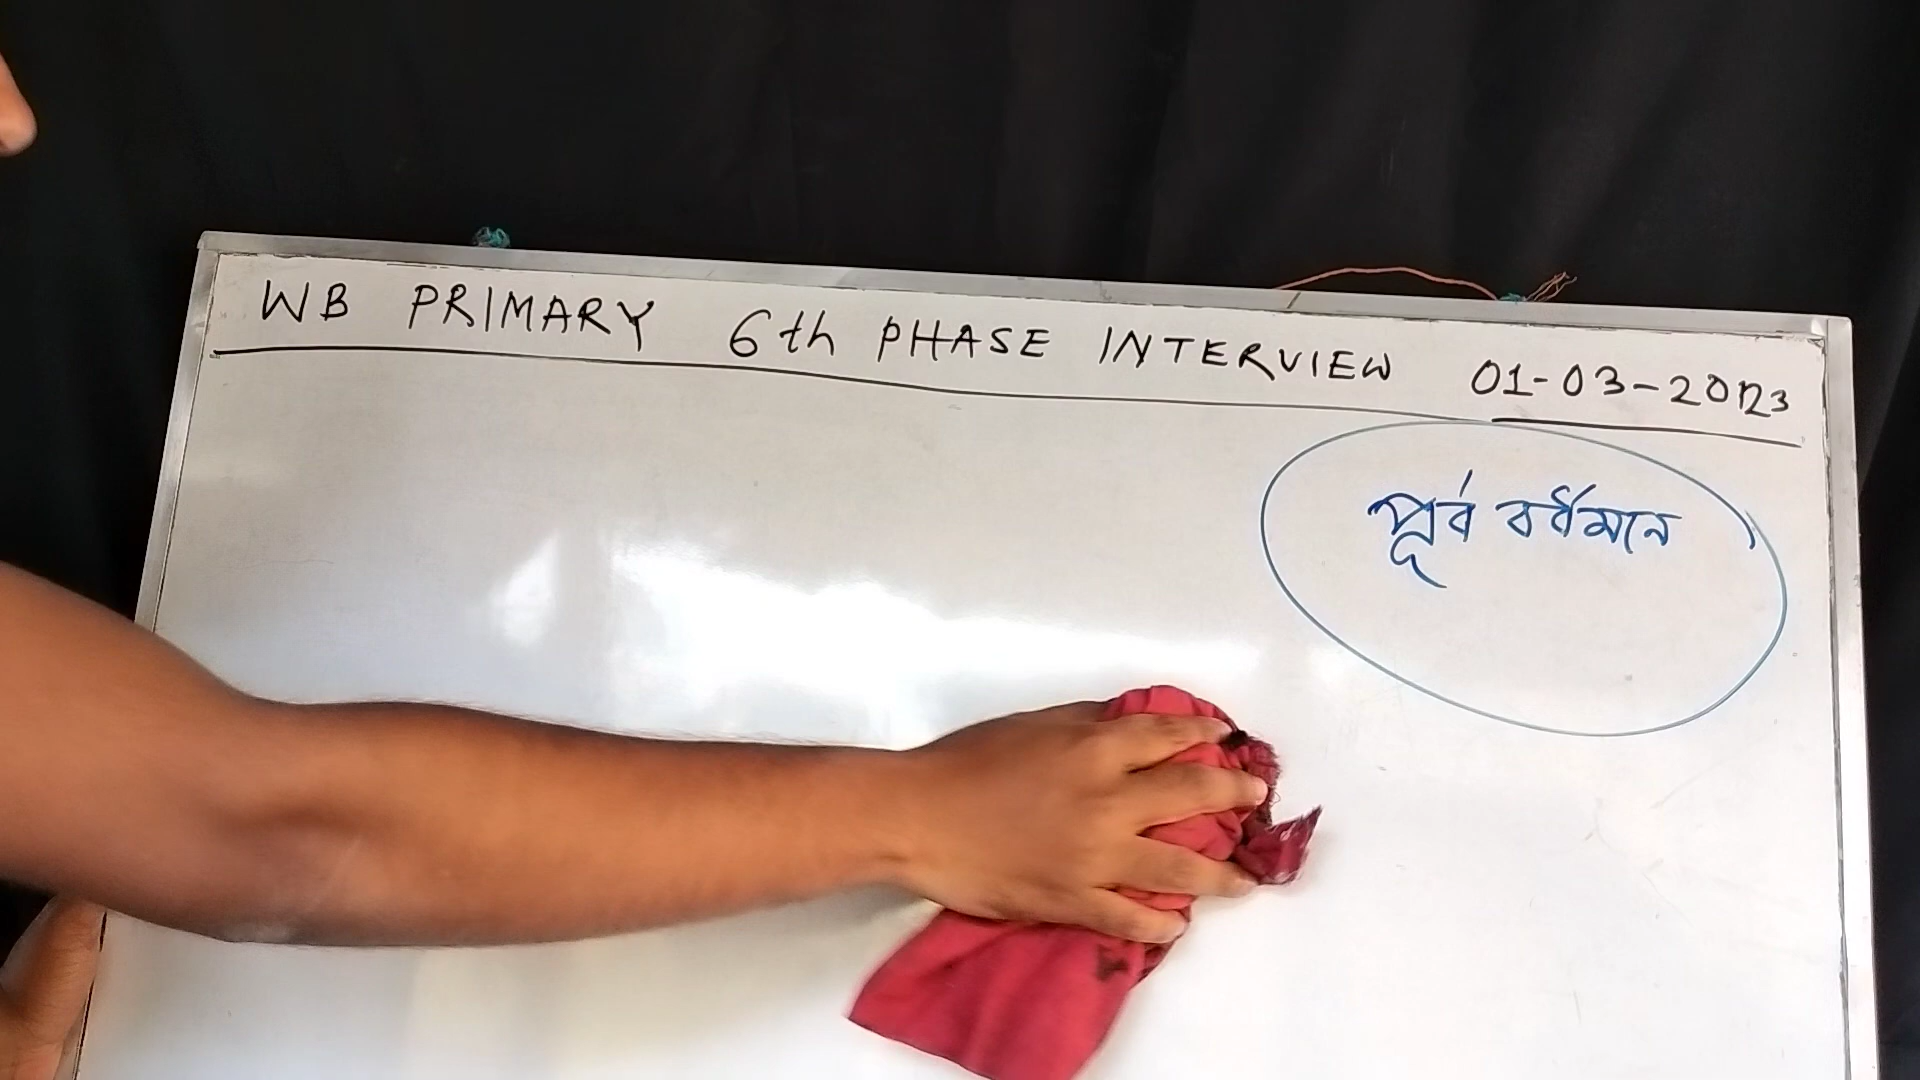 WB PRIMARY 6th PHASE INTERVIEW 01-03-2023
পূর্ব বর্ধমান